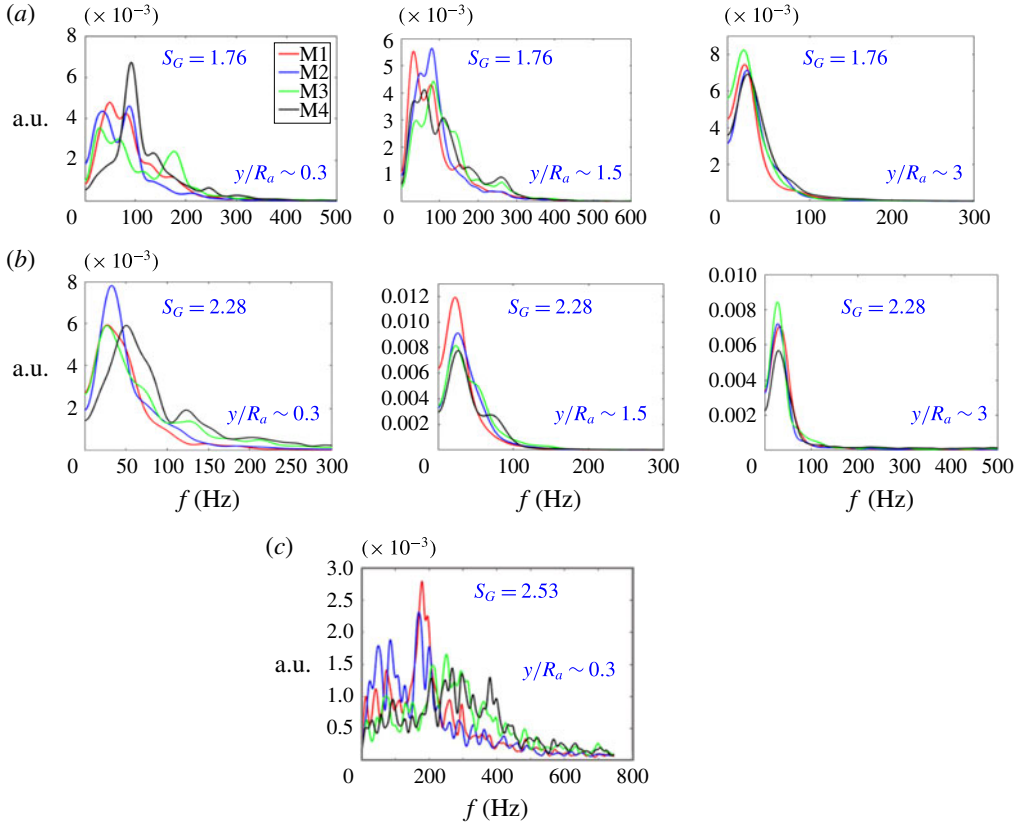 (a)
(× 10⁻³)
8
6
4
2
0
100
200
300
400
500
a.u.
S_G = 1.76
y/R_a ∼ 0.3
M1
M2
M3
M4
(× 10⁻³)
6
5
4
3
2
1
0
100
200
300
400
500
600
S_G = 1.76
y/R_a ∼ 1.5
(× 10⁻³)
8
6
4
2
0
100
200
300
S_G = 1.76
y/R_a ∼ 3
(b)
(× 10⁻³)
8
6
4
2
0
50
100
150
200
250
300
a.u.
f (Hz)
S_G = 2.28
y/R_a ∼ 0.3
0.012
0.010
0.008
0.006
0.004
0.002
0
100
200
300
f (Hz)
S_G = 2.28
y/R_a ∼ 1.5
0.010
0.008
0.006
0.004
0.002
0
100
200
300
400
500
f (Hz)
S_G = 2.28
y/R_a ∼ 3
(c)
(× 10⁻³)
3.0
2.5
2.0
1.5
1.0
0.5
0
200
400
600
800
a.u.
f (Hz)
S_G = 2.53
y/R_a ∼ 0.3